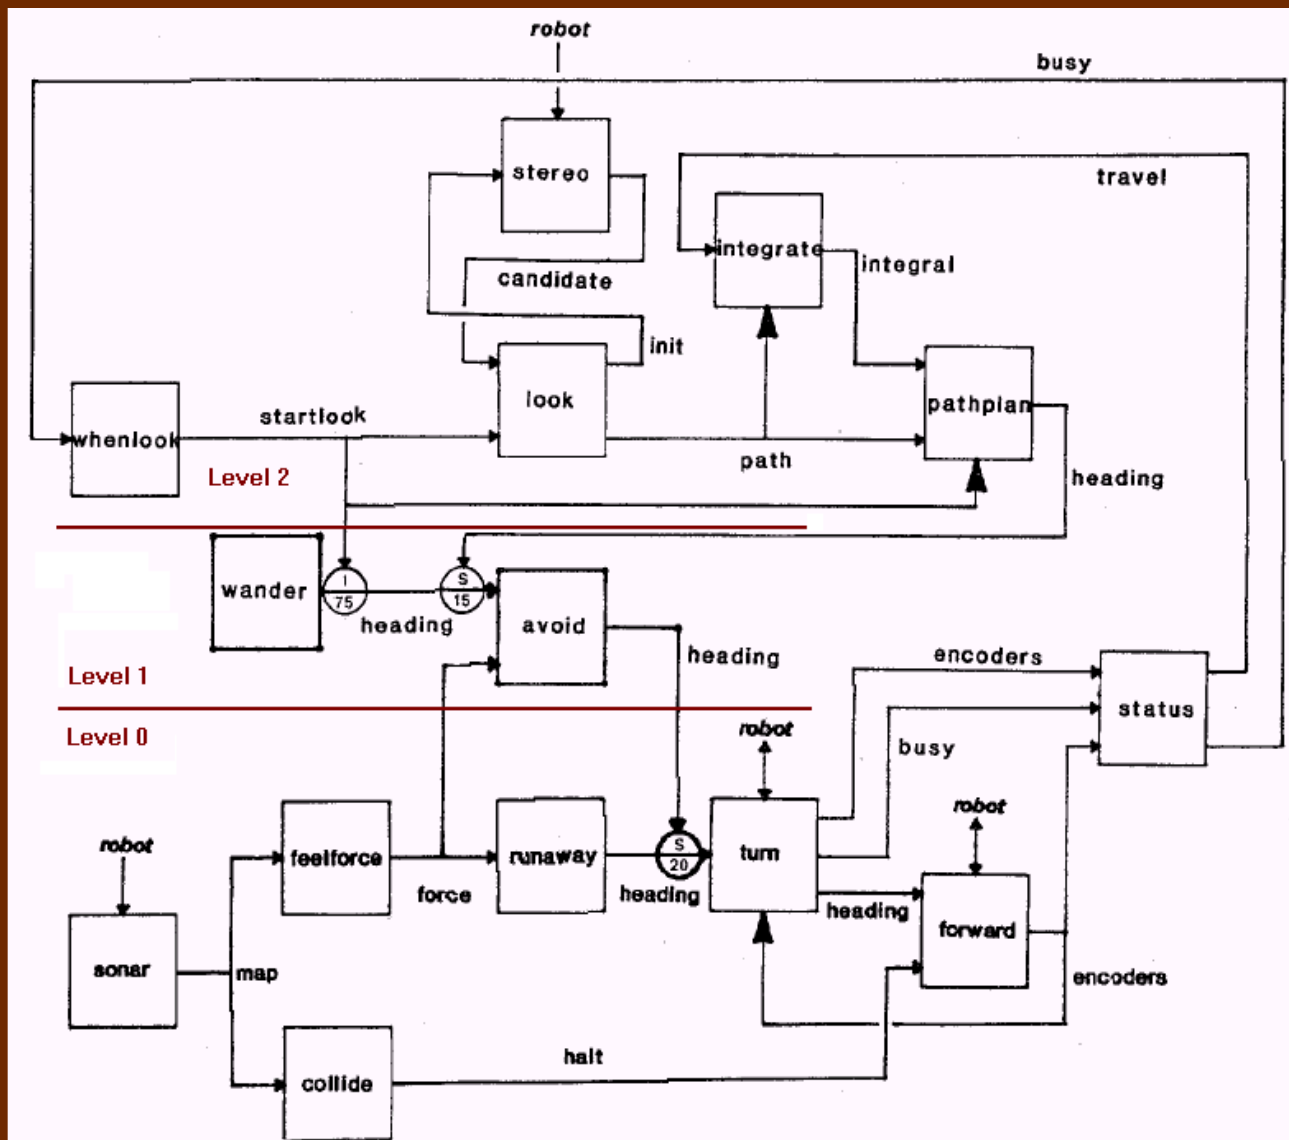 robot
busy
stereo
travel
integrate
integral
candidate
init
look
pathplan
startlook
whenlook
path
Level 2
heading
wander
I
75
S
15
heading
avoid
heading
encoders
Level 1
status
Level 0
robot
busy
robot
robot
feelforce
runaway
S
20
turn
force
heading
heading
forward
sonar
map
encoders
halt
collide